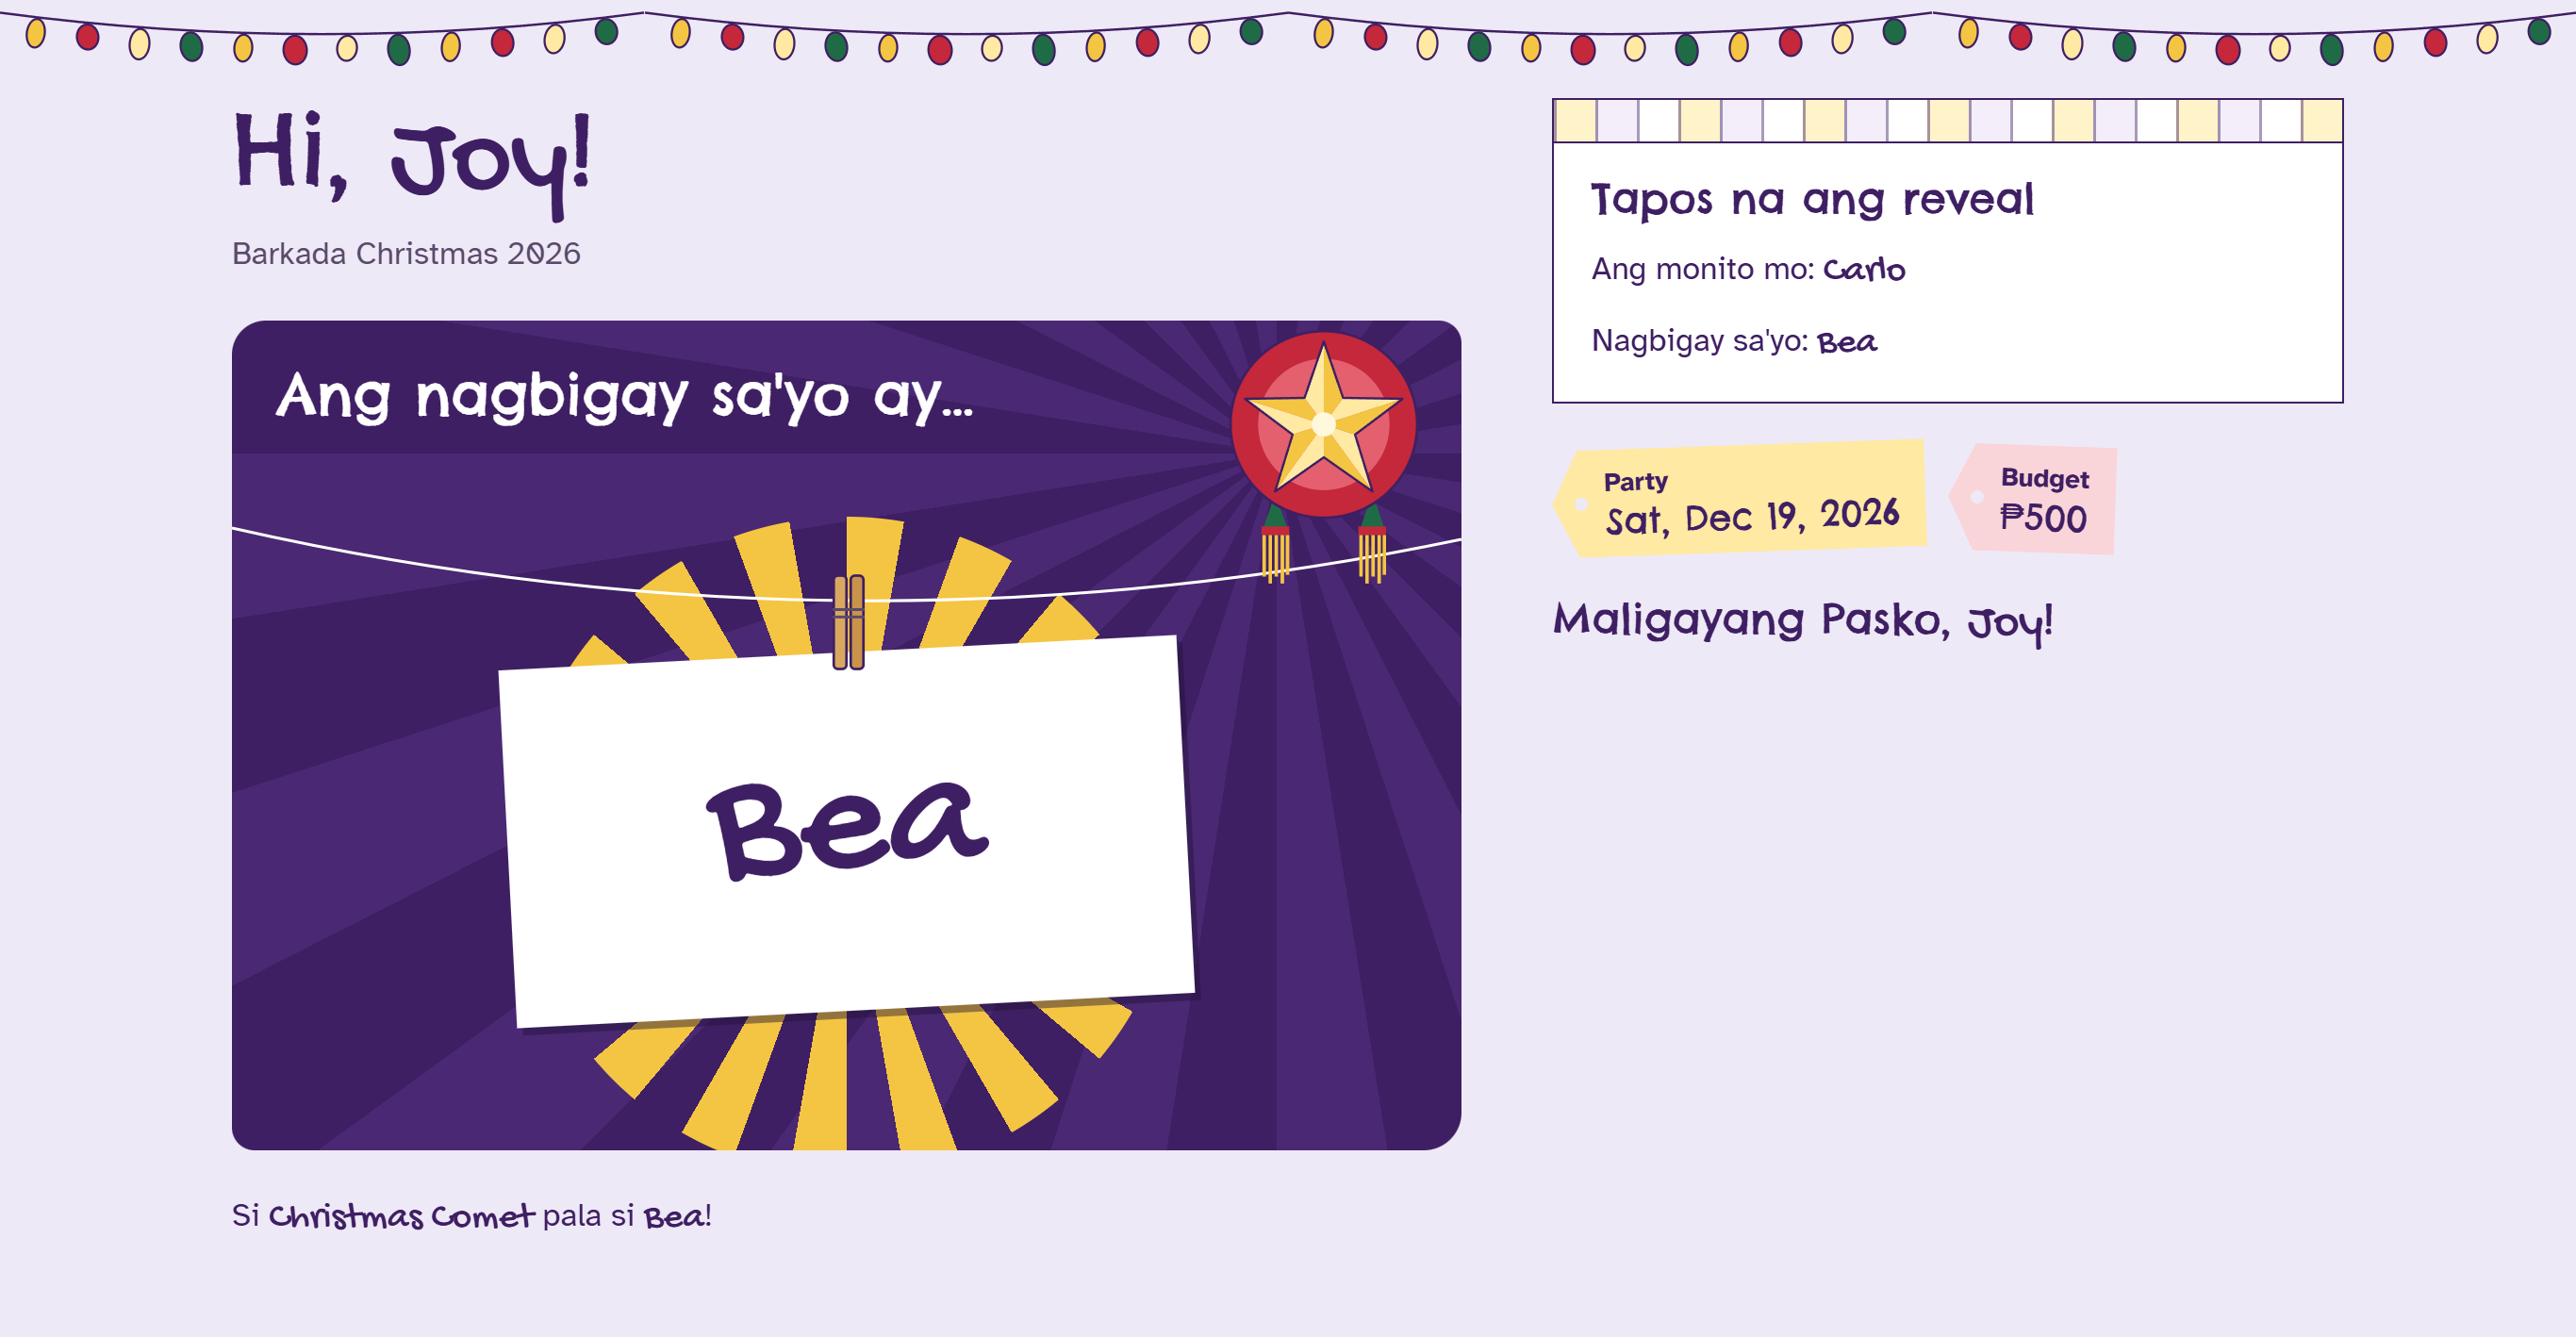 Hi, Joy!
Barkada Christmas 2026
Ang nagbigay sa'yo ay...
Bea
Si Christmas Comet pala si Bea!
Tapos na ang reveal
Ang monito mo: Carlo
Nagbigay sa'yo: Bea
Party
Sat, Dec 19, 2026
Budget
₱500
Maligayang Pasko, Joy!